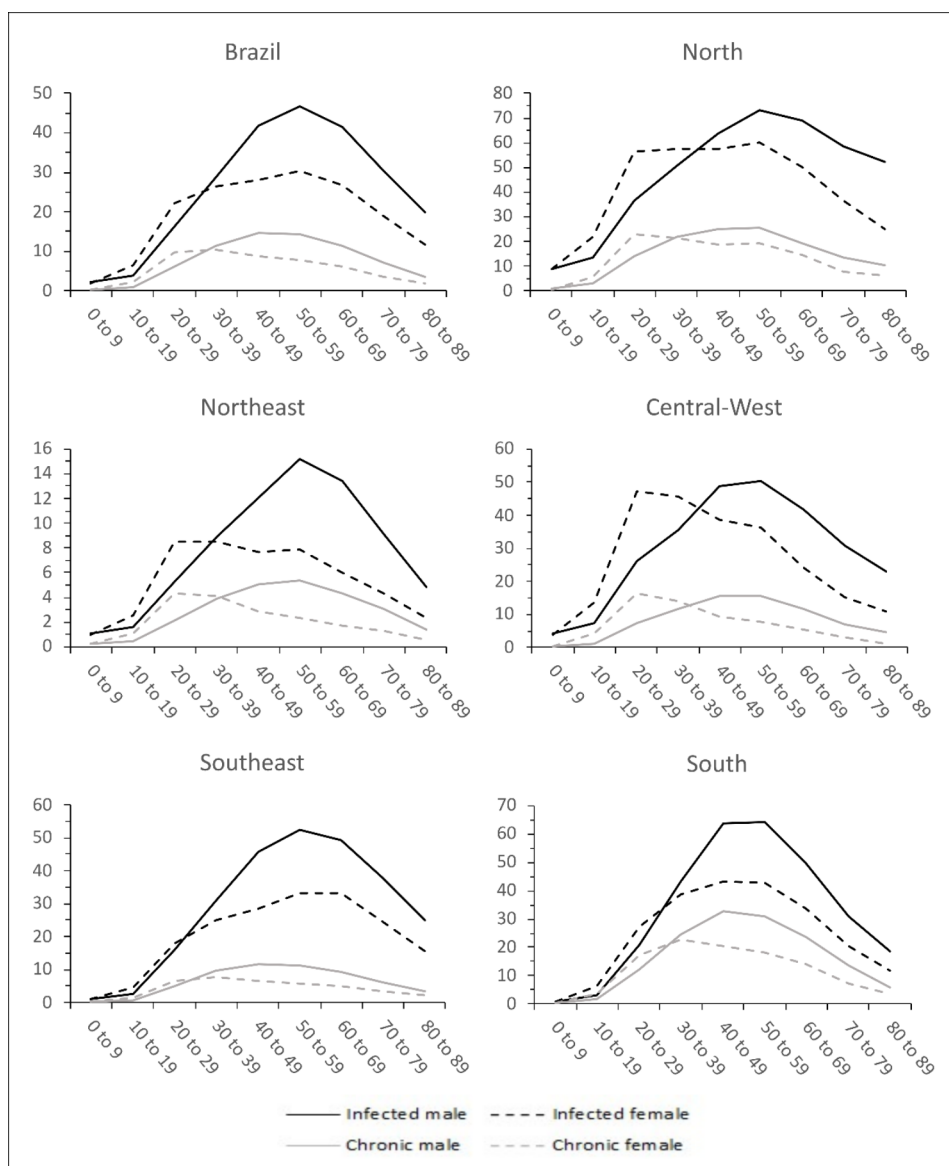 Brazil
50
40
30
20
10
0
0 to 9
10 to 19
20 to 29
30 to 39
40 to 49
50 to 59
60 to 69
70 to 79
80 to 89
North
80
70
60
50
40
30
20
10
0
0 to 9
10 to 19
20 to 29
30 to 39
40 to 49
50 to 59
60 to 69
70 to 79
80 to 89
Northeast
16
14
12
10
8
6
4
2
0
0 to 9
10 to 19
20 to 29
30 to 39
40 to 49
50 to 59
60 to 69
70 to 79
80 to 89
Central-West
60
50
40
30
20
10
0
0 to 9
10 to 19
20 to 29
30 to 39
40 to 49
50 to 59
60 to 69
70 to 79
80 to 89
Southeast
60
50
40
30
20
10
0
0 to 9
10 to 19
20 to 29
30 to 39
40 to 49
50 to 59
60 to 69
70 to 79
80 to 89
South
70
60
50
40
30
20
10
0
0 to 9
10 to 19
20 to 29
30 to 39
40 to 49
50 to 59
60 to 69
70 to 79
80 to 89
Infected male
Infected female
Chronic male
Chronic female